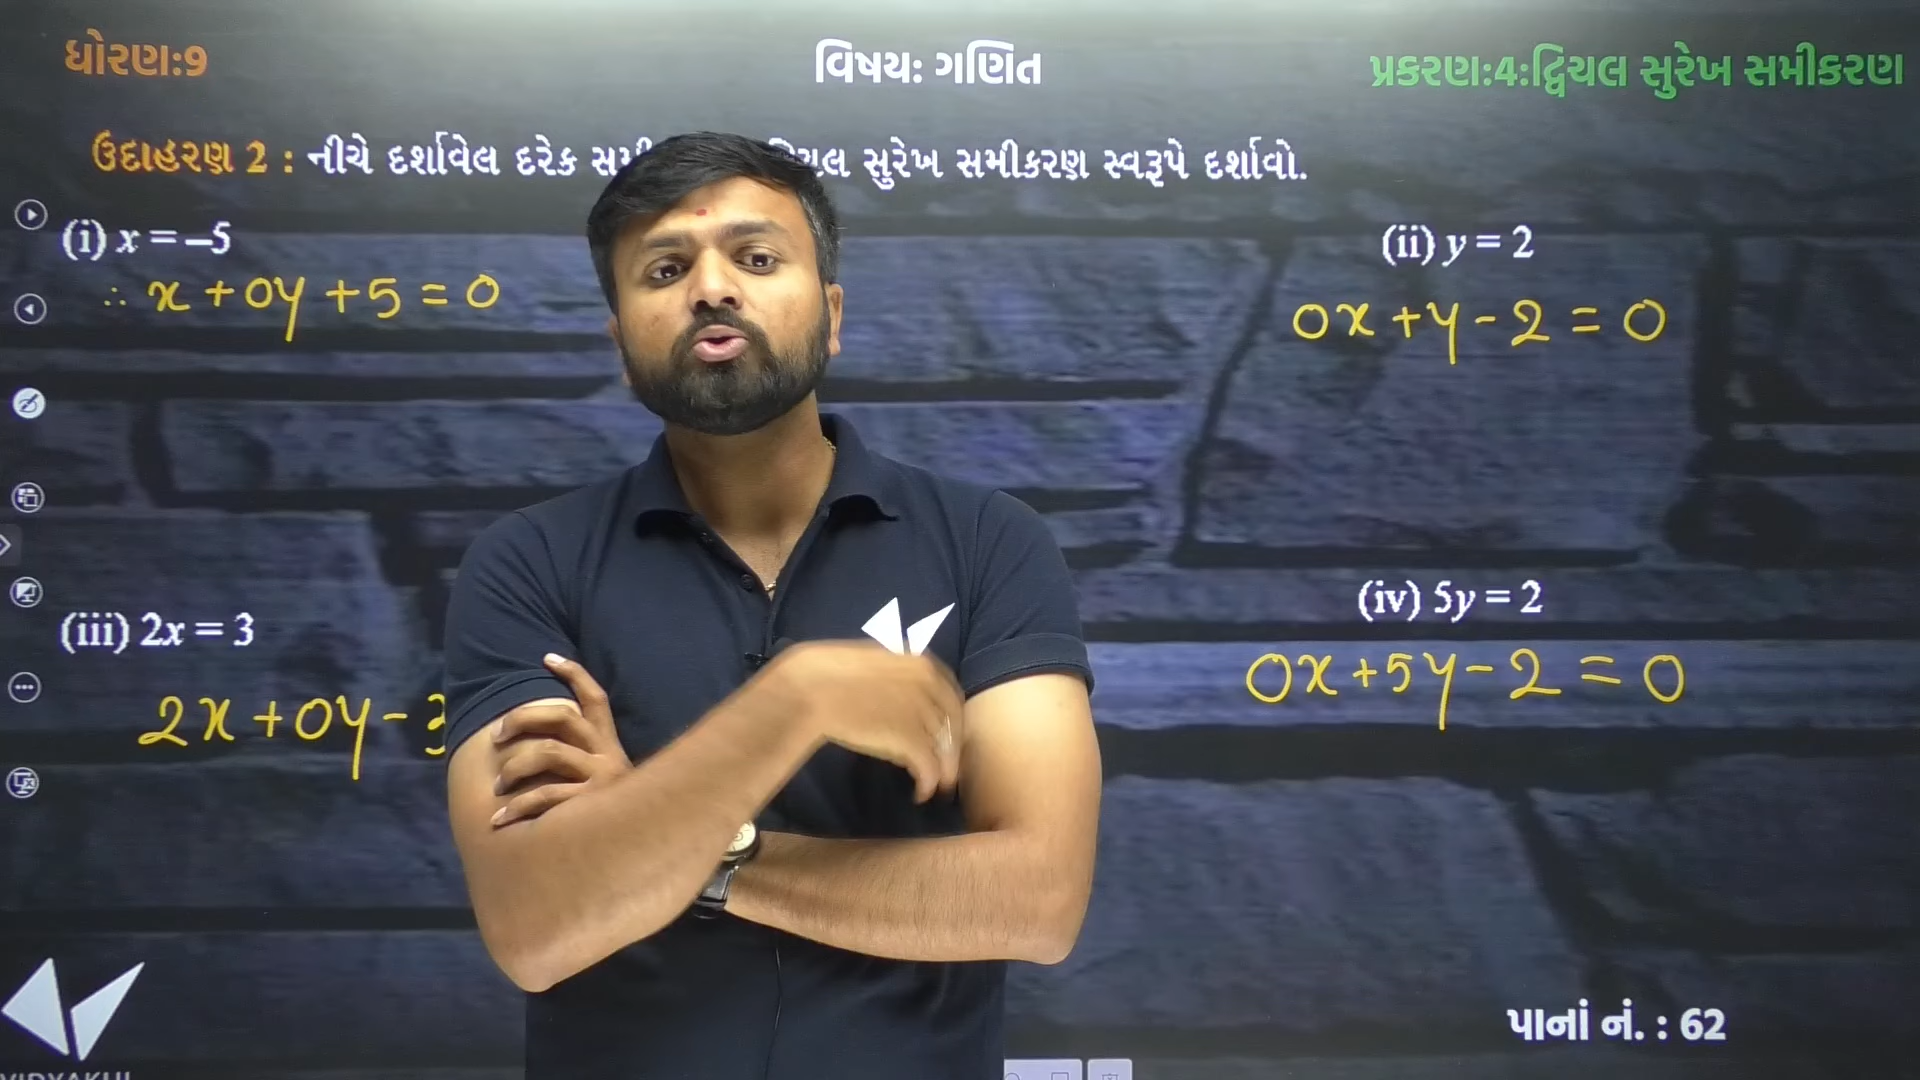 ધોરણ:9
વિષય: ગણિત
પ્રકરણ:4:દ્વિચલ સુરેખ સમીકરણ
ઉદાહરણ 2 : નીચે દર્શાવેલ દરેક સુરેખ સમીકરણ સ્વરૂપે દર્શાવો.
(i) x = –5
(ii) y = 2
∴ x + 0y + 5 = 0
0x + y - 2 = 0
(iii) 2x = 3
(iv) 5y = 2
2x + 0y - 3
0x + 5y - 2 = 0
પાનાં નં. : 62
VIDYAKUL